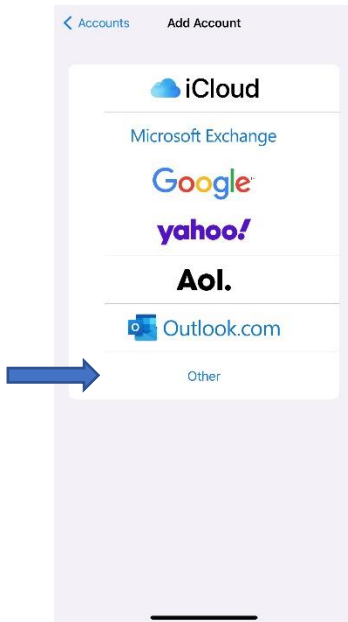 Accounts Add Account
iCloud
Microsoft Exchange
Google
yahoo!
Aol.
Outlook.com
Other